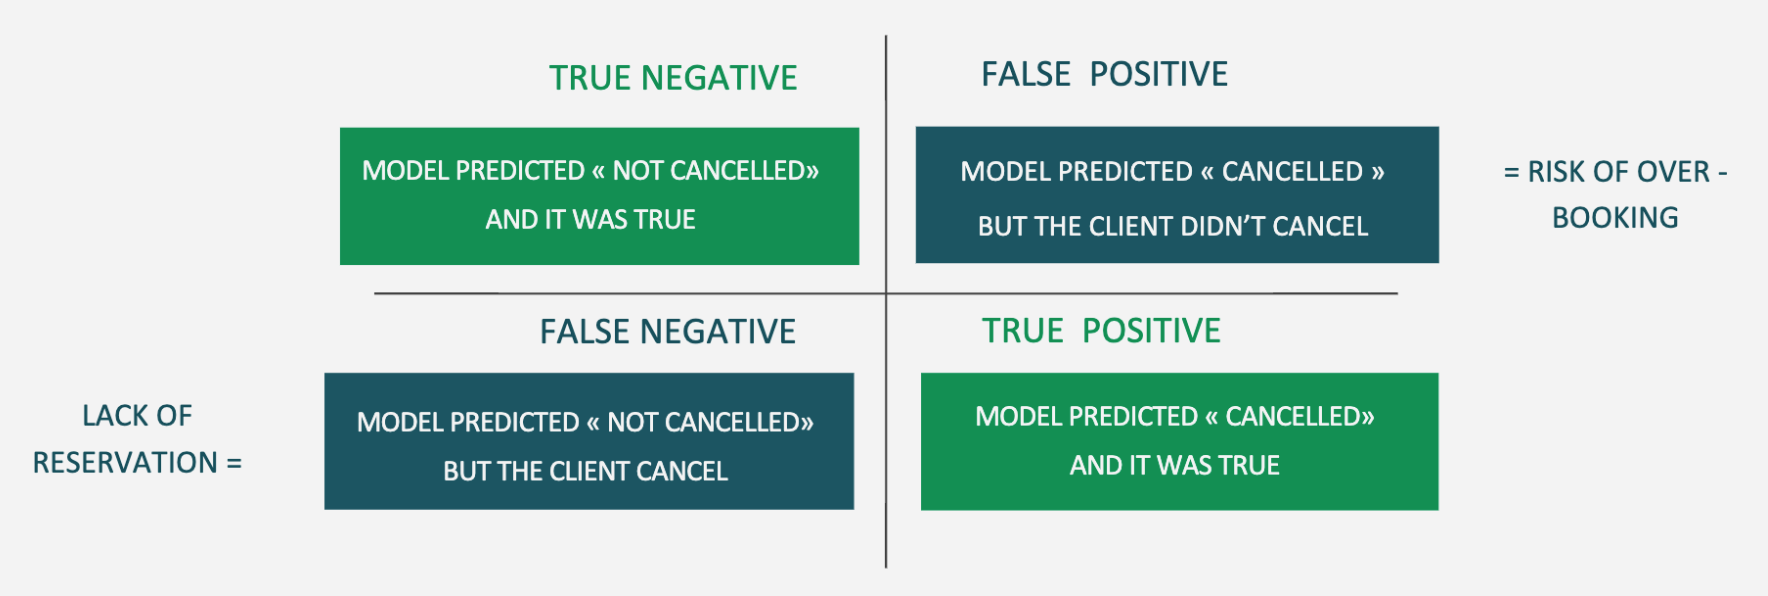 TRUE NEGATIVE
FALSE POSITIVE
MODEL PREDICTED « NOT CANCELLED»
AND IT WAS TRUE
MODEL PREDICTED « CANCELLED »
BUT THE CLIENT DIDN’T CANCEL
= RISK OF OVER -
BOOKING
FALSE NEGATIVE
TRUE POSITIVE
LACK OF
RESERVATION =
MODEL PREDICTED « NOT CANCELLED»
BUT THE CLIENT CANCEL
MODEL PREDICTED « CANCELLED»
AND IT WAS TRUE